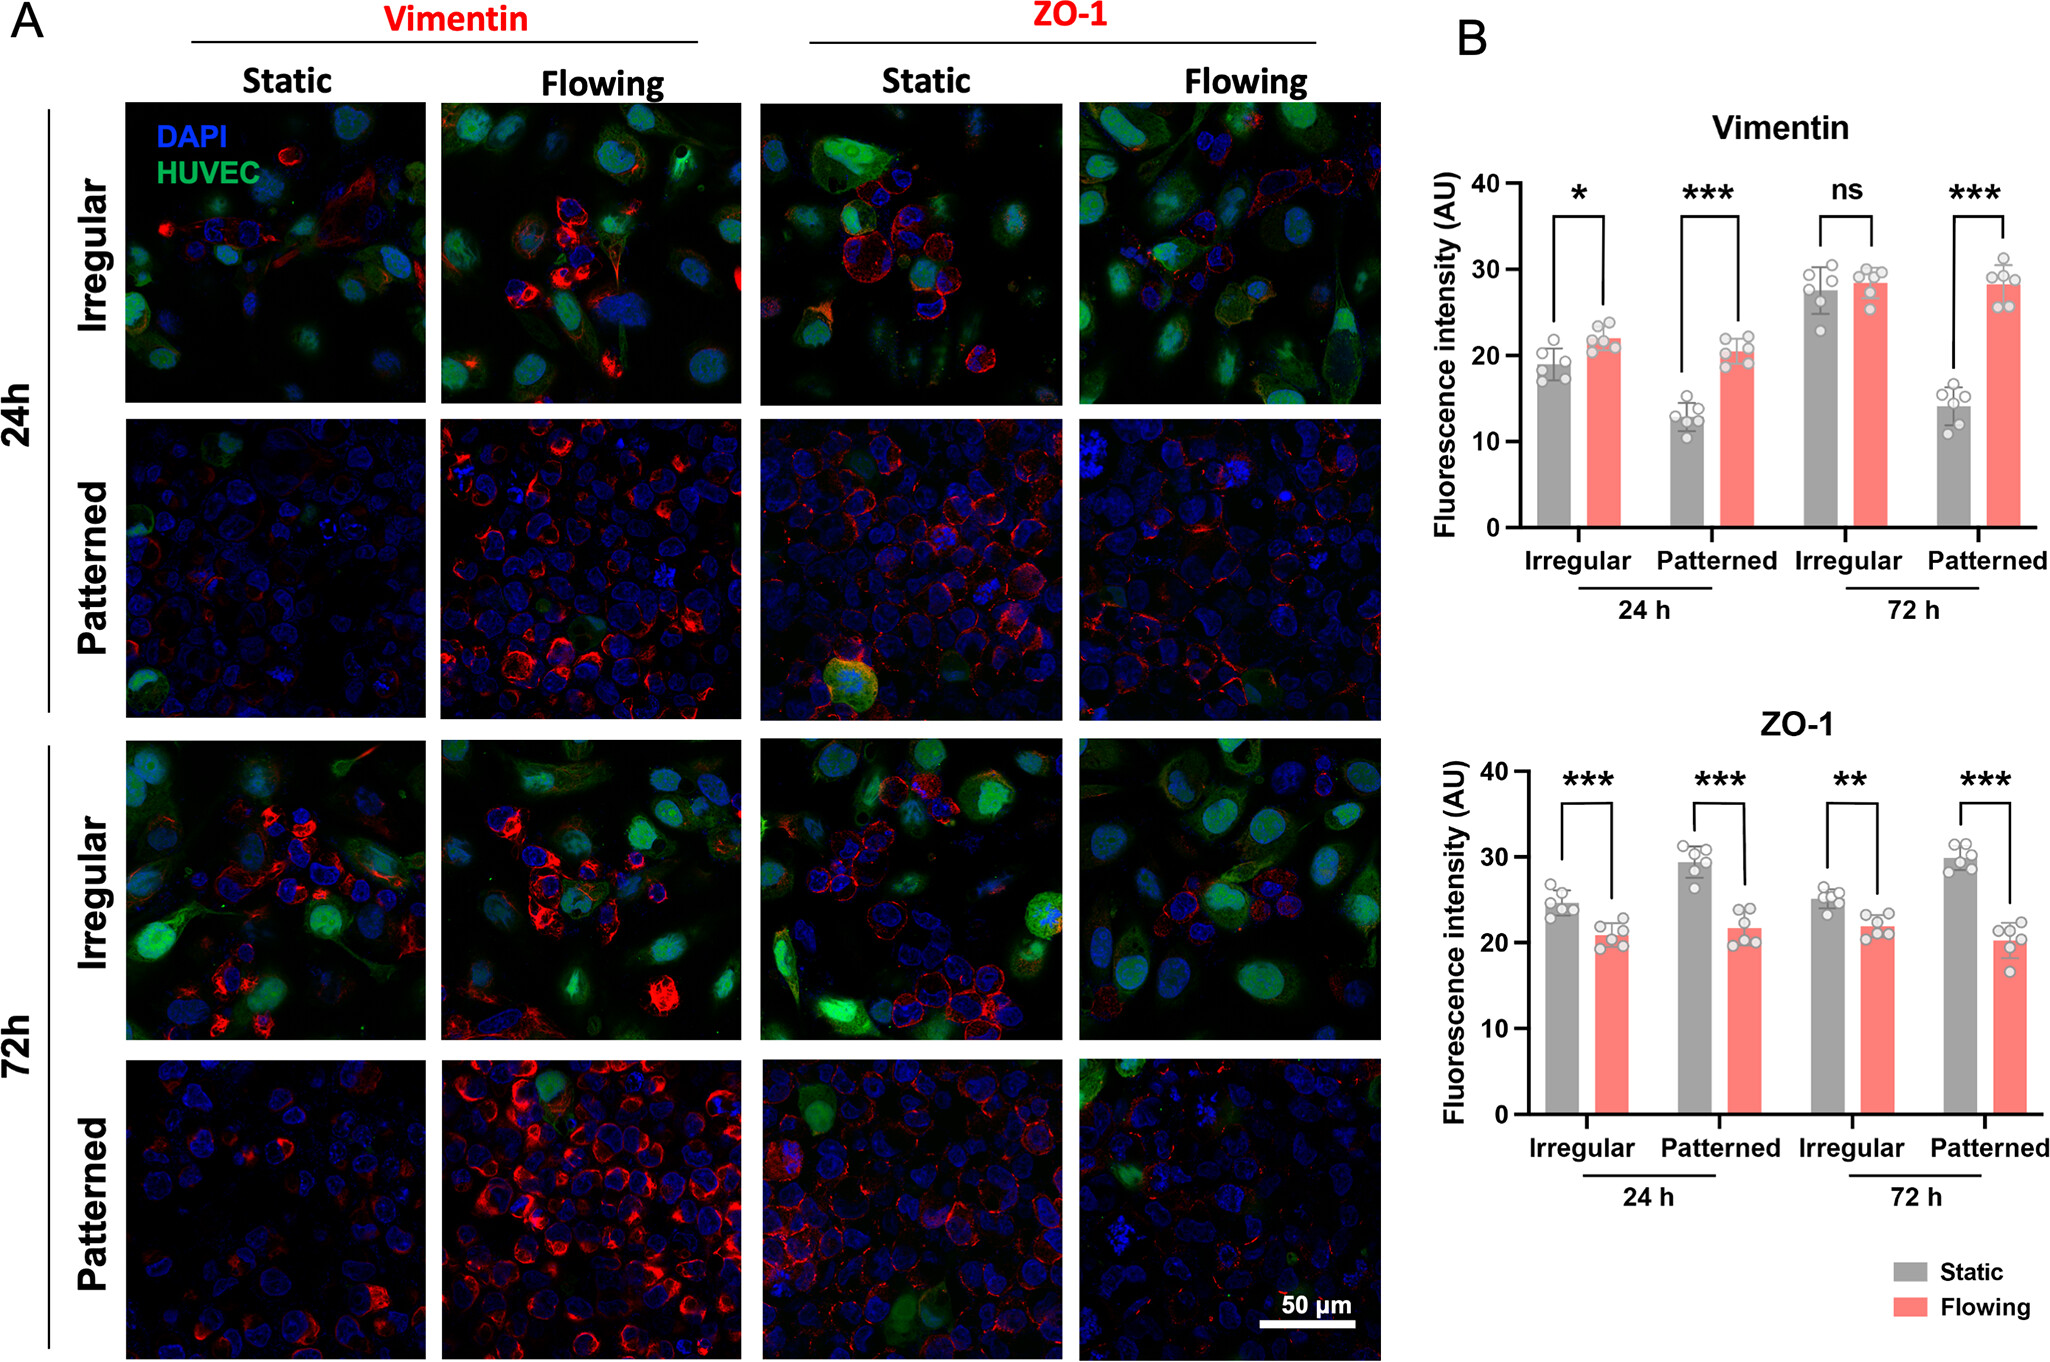 A
Vimentin
ZO-1
Static
Flowing
Static
Flowing
24h
Irregular
DAPI
HUVEC
Patterned
72h
Irregular
Patterned
50 µm
B
Vimentin
Fluorescence intensity (AU)
40
30
20
10
0
*
***
ns
***
Irregular
Patterned
Irregular
Patterned
24 h
72 h
ZO-1
Fluorescence intensity (AU)
40
30
20
10
0
***
***
**
***
Irregular
Patterned
Irregular
Patterned
24 h
72 h
Static
Flowing